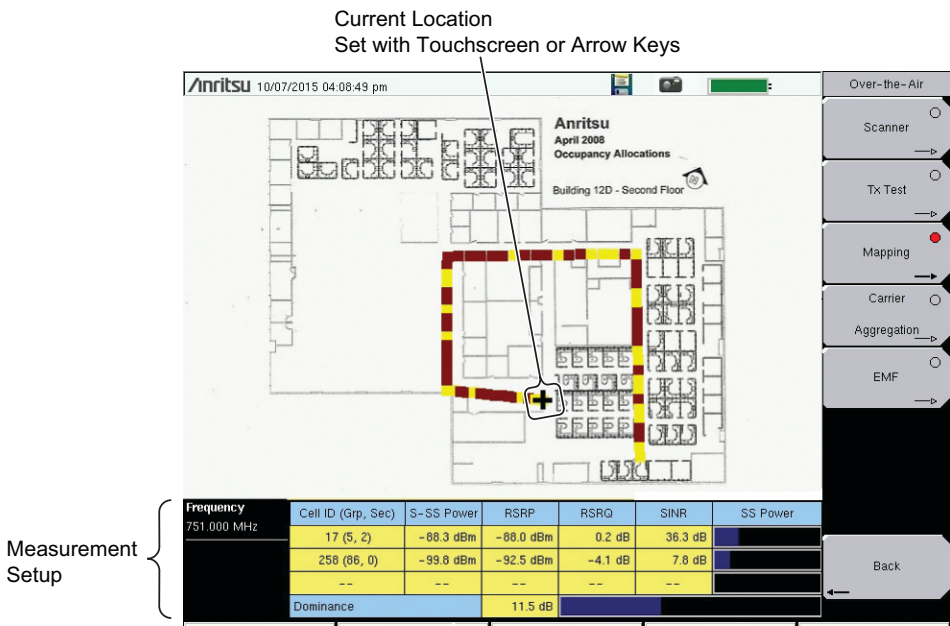 Current Location
Set with Touchscreen or Arrow Keys
Anritsu 10/07/2015 04:08:49 pm
Over-the-Air
Scanner
Tx Test
Mapping
Carrier
Aggregation
EMF
Back
Anritsu
April 2008
Occupancy Allocations
Building 12D - Second Floor
Measurement
Setup
Frequency
751.000 MHz
Cell ID (Grp, Sec) S-SS Power RSRP RSRQ SINR SS Power
17 (5, 2) -88.3 dBm -88.0 dBm 0.2 dB 36.3 dB
258 (86, 0) -99.8 dBm -92.5 dBm -4.1 dB 7.8 dB
-- -- -- -- --
Dominance 11.5 dB